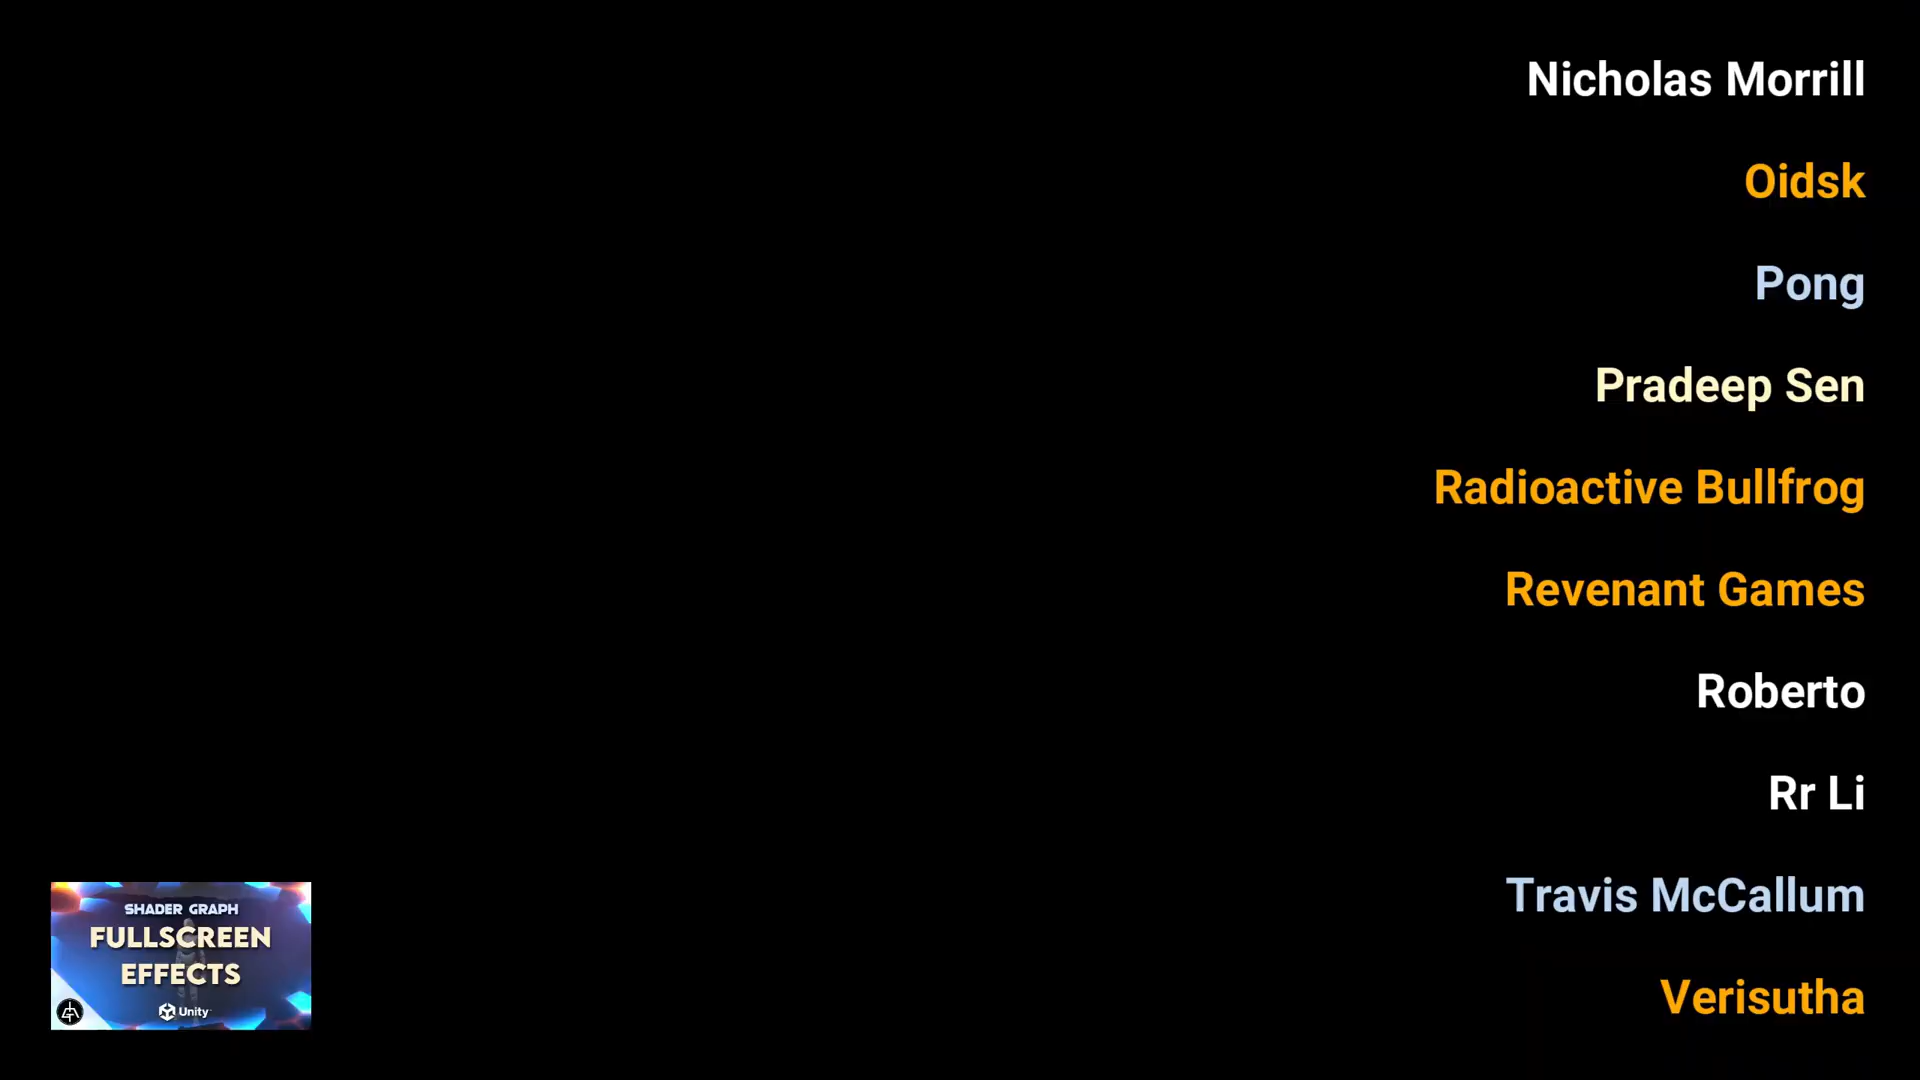 Nicholas Morrill
Oidsk
Pong
Pradeep Sen
Radioactive Bullfrog
Revenant Games
Roberto
Rr Li
Travis McCallum
Verisutha
SHADER GRAPH
FULLSCREEN
EFFECTS
Unity